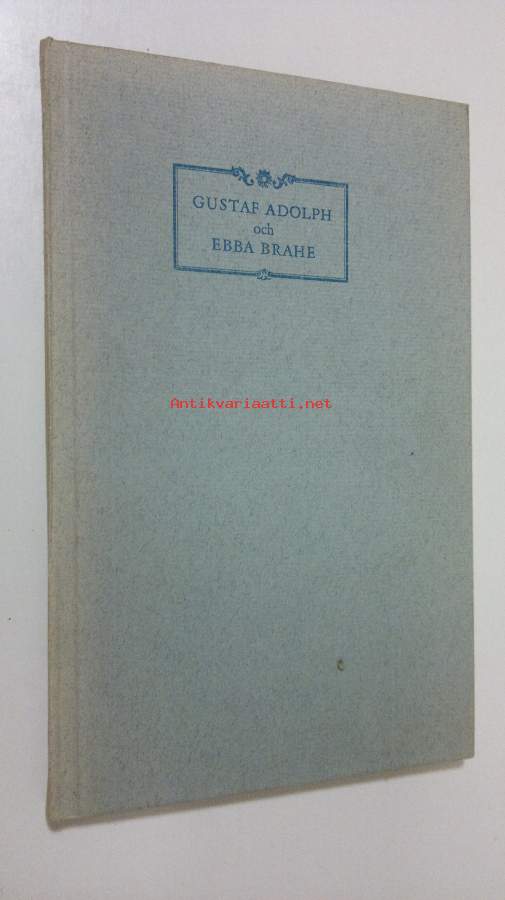 GUSTAF ADOLPH
och
EBBA BRAHE
Antikvariaatti.net